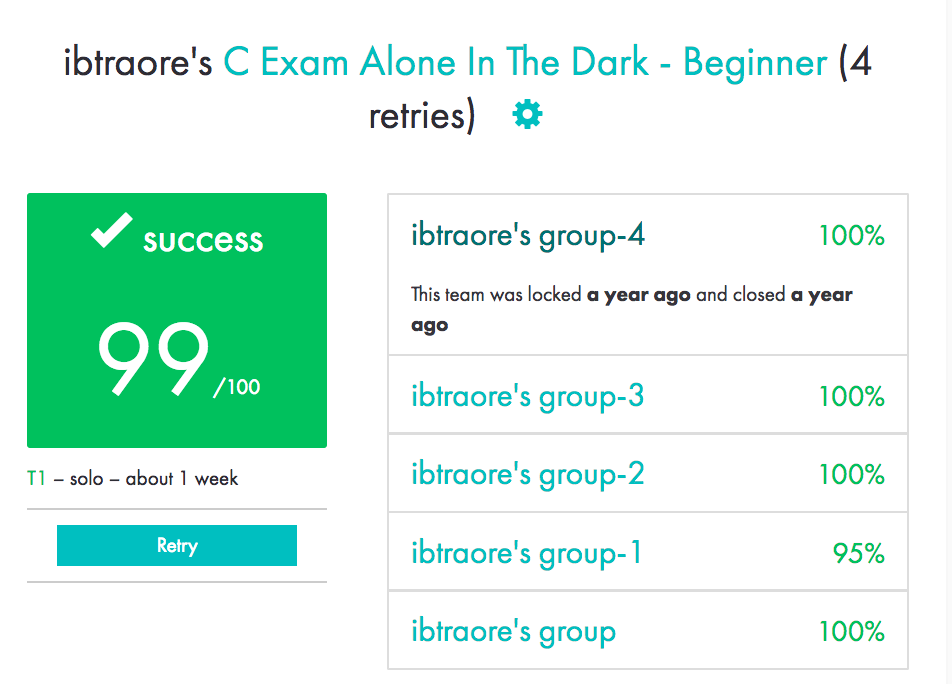 ibtraore's C Exam Alone In The Dark - Beginner (4
retries)
success
99/100
T1 – solo – about 1 week
Retry
ibtraore's group-4 100%
This team was locked a year ago and closed a year
ago
ibtraore's group-3 100%
ibtraore's group-2 100%
ibtraore's group-1 95%
ibtraore's group 100%